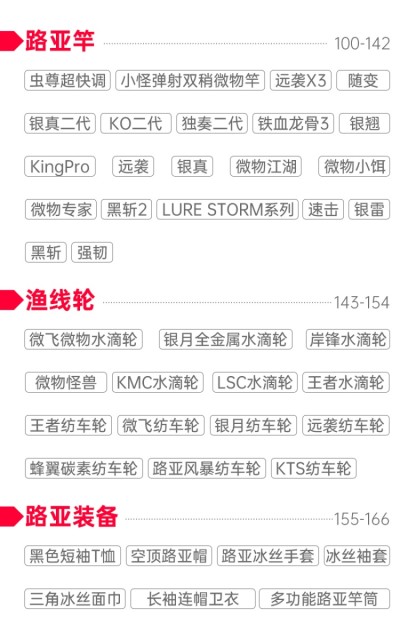 路亚竿 100-142
虫尊超快调 小怪弹射双稍微物竿 远袭X3 随变
银真二代 KO二代 独奏二代 铁血龙骨3 银翘
KingPro 远袭 银真 微物江湖 微物小饵
微物专家 黑斩2 LURE STORM系列 速击 银雷
黑斩 强韧
渔线轮 143-154
微飞微物水滴轮 银月全金属水滴轮 岸锋水滴轮
微物怪兽 KMC水滴轮 LSC水滴轮 王者水滴轮
王者纺车轮 微飞纺车轮 银月纺车轮 远袭纺车轮
蜂翼碳素纺车轮 路亚风暴纺车轮 KTS纺车轮
路亚装备 155-166
黑色短袖T恤 空顶路亚帽 路亚冰丝手套 冰丝袖套
三角冰丝面巾 长袖连帽卫衣 多功能路亚竿筒